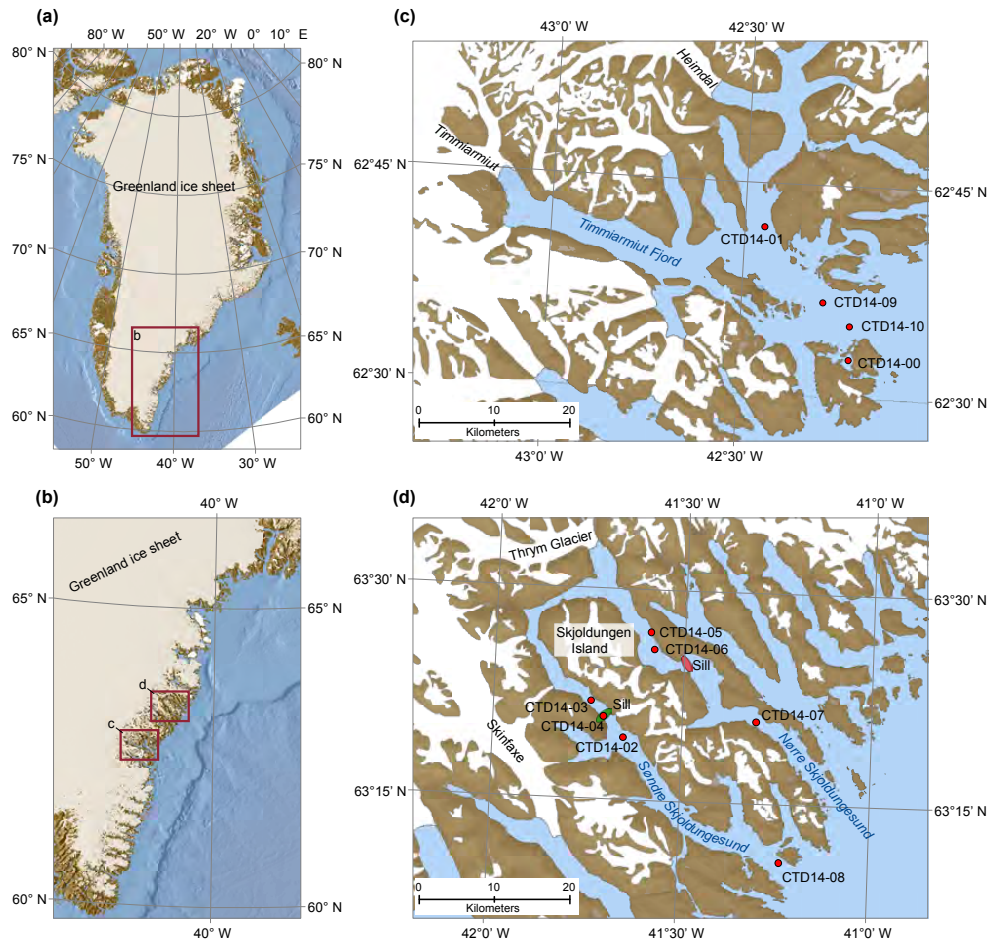 (a)
80° W 60° W 40° W 20° W 0° W 10° E
80° N
80° N
75° N
75° N
Greenland ice sheet
70° N
70° N
65° N
65° N
b
60° N
60° N
50° W 40° W 30° W
(b)
40° W
Greenland ice sheet
65° N
65° N
d
c
60° N
60° N
40° W
(c)
43°0' W 42°30' W
Heimdal
Timmiarmiut
62°45' N
62°45' N
Timmiarmiut Fjord
CTD14-01
CTD14-09
CTD14-10
CTD14-00
62°30' N
62°30' N
0 10 20
Kilometers
43°0' W 42°30' W
(d)
42°0' W 41°30' W 41°0' W
Thrym Glacier
63°30' N
63°30' N
Skjoldungen
Island
CTD14-05
CTD14-06
Sill
CTD14-03
Sill
CTD14-04
CTD14-07
CTD14-02
Skinfaxe
Nørre Skjoldungesund
Søndre Skjoldungesund
63°15' N
63°15' N
CTD14-08
0 10 20
Kilometers
42°0' W 41°30' W 41°0' W